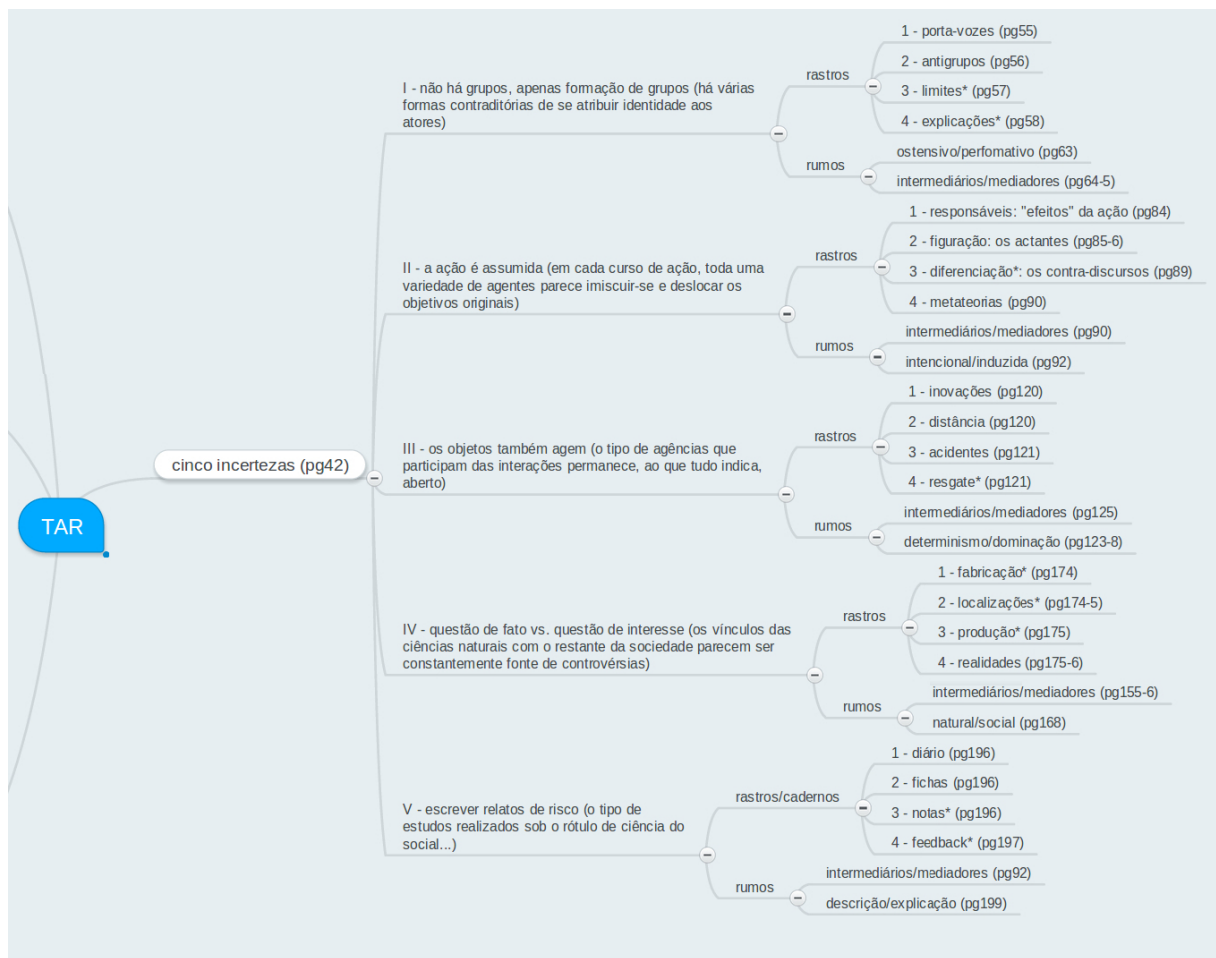 TAR
cinco incertezas (pg42)
I - não há grupos, apenas formação de grupos (há várias
formas contraditórias de se atribuir identidade aos
atores)
rastros
1 - porta-vozes (pg55)
2 - antigrupos (pg56)
3 - limites* (pg57)
4 - explicações* (pg58)
rumos
ostensivo/perfomativo (pg63)
intermediários/mediadores (pg64-5)
II - a ação é assumida (em cada curso de ação, toda uma
variedade de agentes parece imiscuir-se e deslocar os
objetivos originais)
rastros
1 - responsáveis: "efeitos" da ação (pg84)
2 - figuração: os actantes (pg85-6)
3 - diferenciação*: os contra-discursos (pg89)
4 - metateorias (pg90)
rumos
intermediários/mediadores (pg90)
intencional/induzida (pg92)
III - os objetos também agem (o tipo de agências que
participam das interações permanece, ao que tudo indica,
aberto)
rastros
1 - inovações (pg120)
2 - distância (pg120)
3 - acidentes (pg121)
4 - resgate* (pg121)
rumos
intermediários/mediadores (pg125)
determinismo/dominação (pg123-8)
IV - questão de fato vs. questão de interesse (os vínculos das
ciências naturais com o restante da sociedade parecem ser
constantemente fonte de controvérsias)
rastros
1 - fabricação* (pg174)
2 - localizações* (pg174-5)
3 - produção* (pg175)
4 - realidades (pg175-6)
rumos
intermediários/mediadores (pg155-6)
natural/social (pg168)
V - escrever relatos de risco (o tipo de
estudos realizados sob o rótulo de ciência do
social...)
rastros/cadernos
1 - diário (pg196)
2 - fichas (pg196)
3 - notas* (pg196)
4 - feedback* (pg197)
rumos
intermediários/mediadores (pg92)
descrição/explicação (pg199)